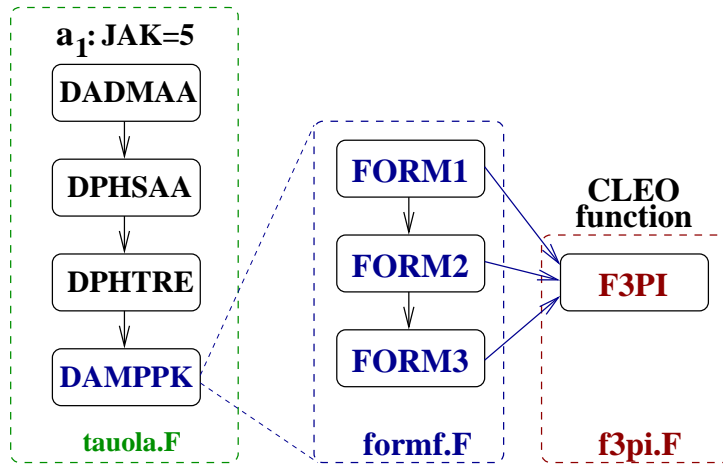 a1: JAK=5
DADMAA
DPHSAA
DPHTRE
DAMPPK
tauola.F
FORM1
FORM2
FORM3
formf.F
CLEO
function
F3PI
f3pi.F